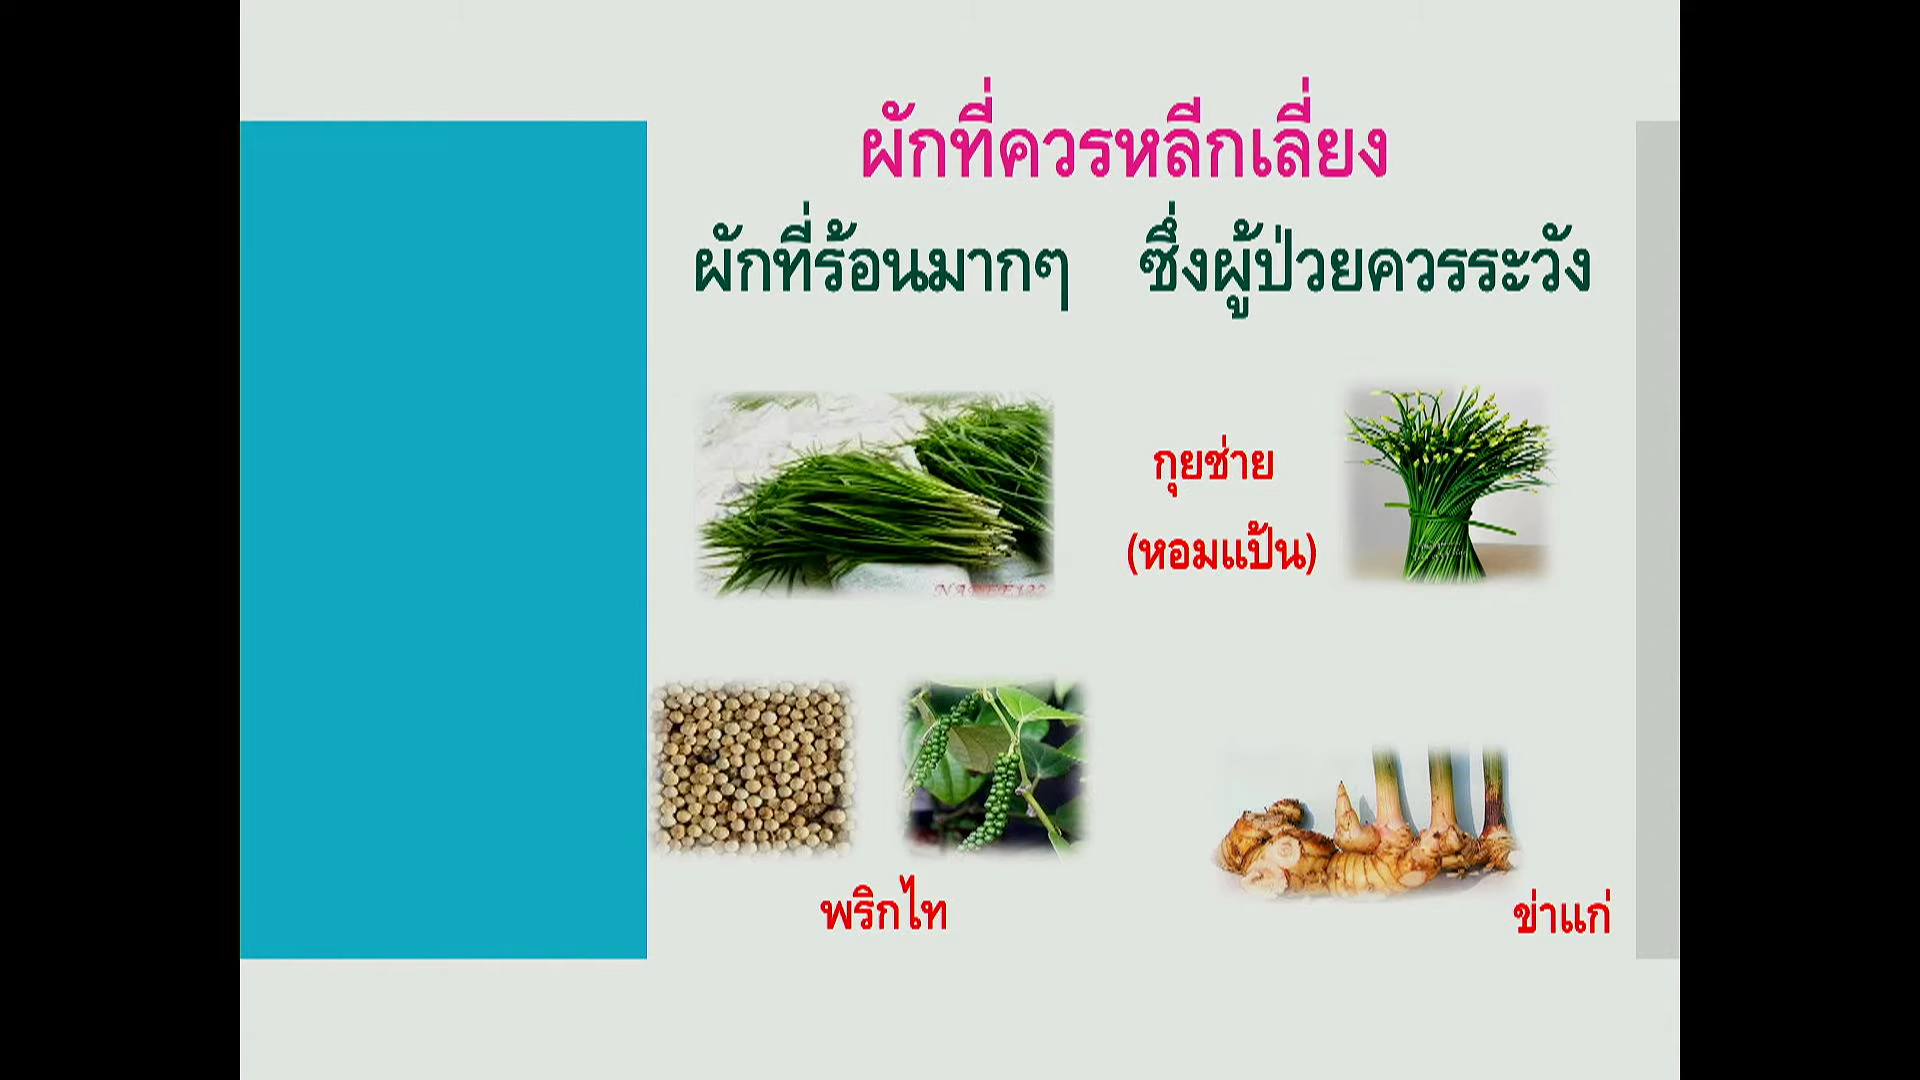 ผักที่ควรหลีกเลี่ยง
ผักที่ร้อนมากๆ ซึ่งผู้ป่วยควรระวัง
กุยช่าย
(หอมแป้น)
พริกไท
ข่าแก่